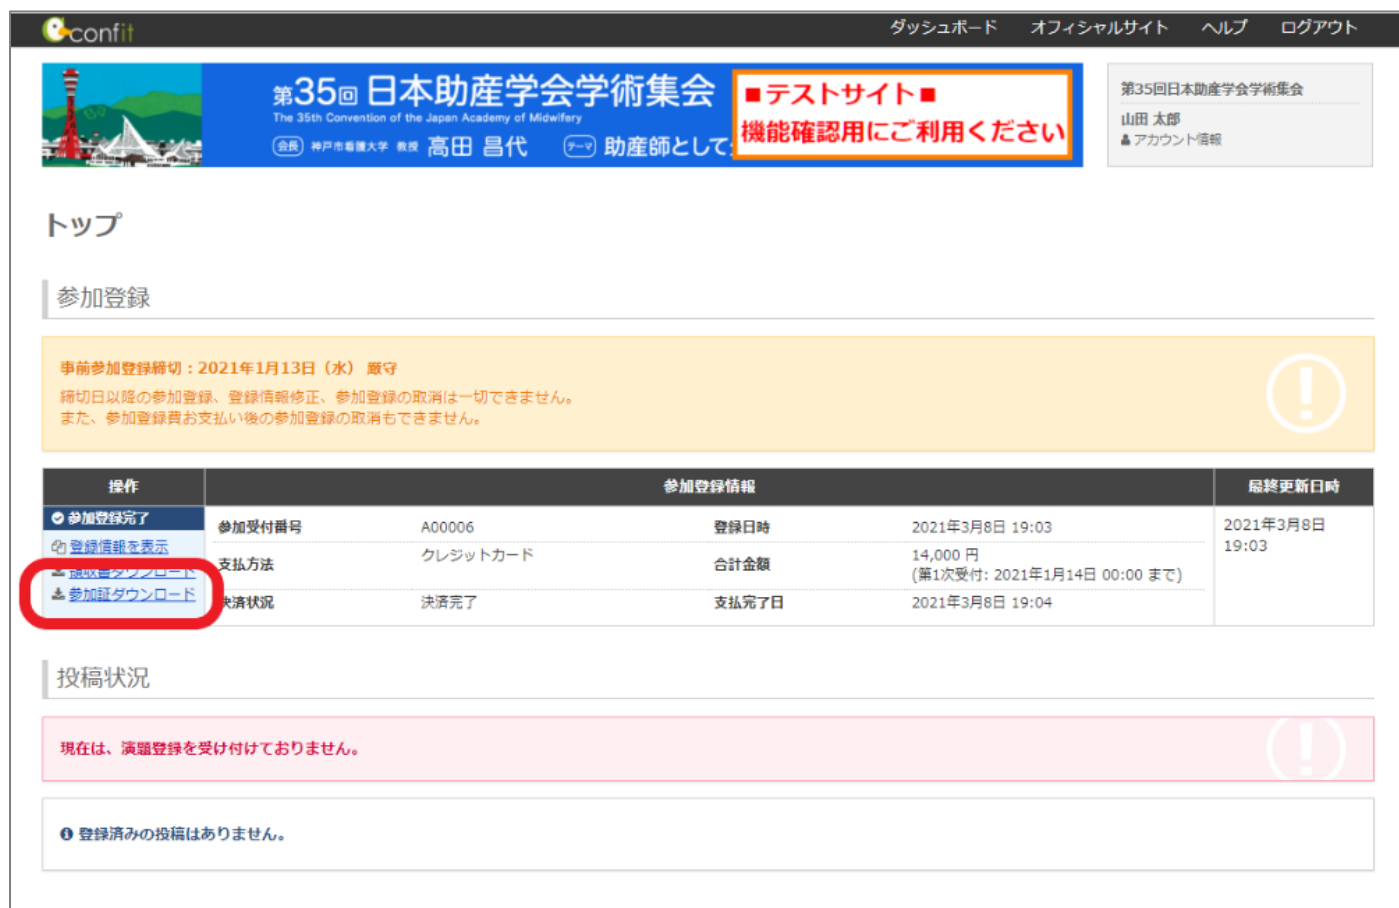 confit
ダッシュボード オフィシャルサイト ヘルプ ログアウト
第35回 日本助産学会学術集会
The 35th Convention of the Japan Academy of Midwifery
会長 神戸市看護大学 教授 高田 昌代 テーマ 助産師として
■テストサイト■
機能確認用にご利用ください
第35回日本助産学会学術集会
山田 太郎
アカウント情報
トップ
参加登録
事前参加登録締切：2021年1月13日（水） 厳守
締切日以降の参加登録、登録情報修正、参加登録の取消は一切できません。
また、参加登録費お支払い後の参加登録の取消もできません。
操作 参加登録情報 最終更新日時
参加登録完了
登録情報を表示
領収書ダウンロード
参加証ダウンロード
参加受付番号 A00006 登録日時 2021年3月8日 19:03
支払方法 クレジットカード 合計金額 14,000 円
(第1次受付: 2021年1月14日 00:00 まで)
決済状況 決済完了 支払完了日 2021年3月8日 19:04
2021年3月8日
19:03
投稿状況
現在は、演題登録を受け付けておりません。
登録済みの投稿はありません。